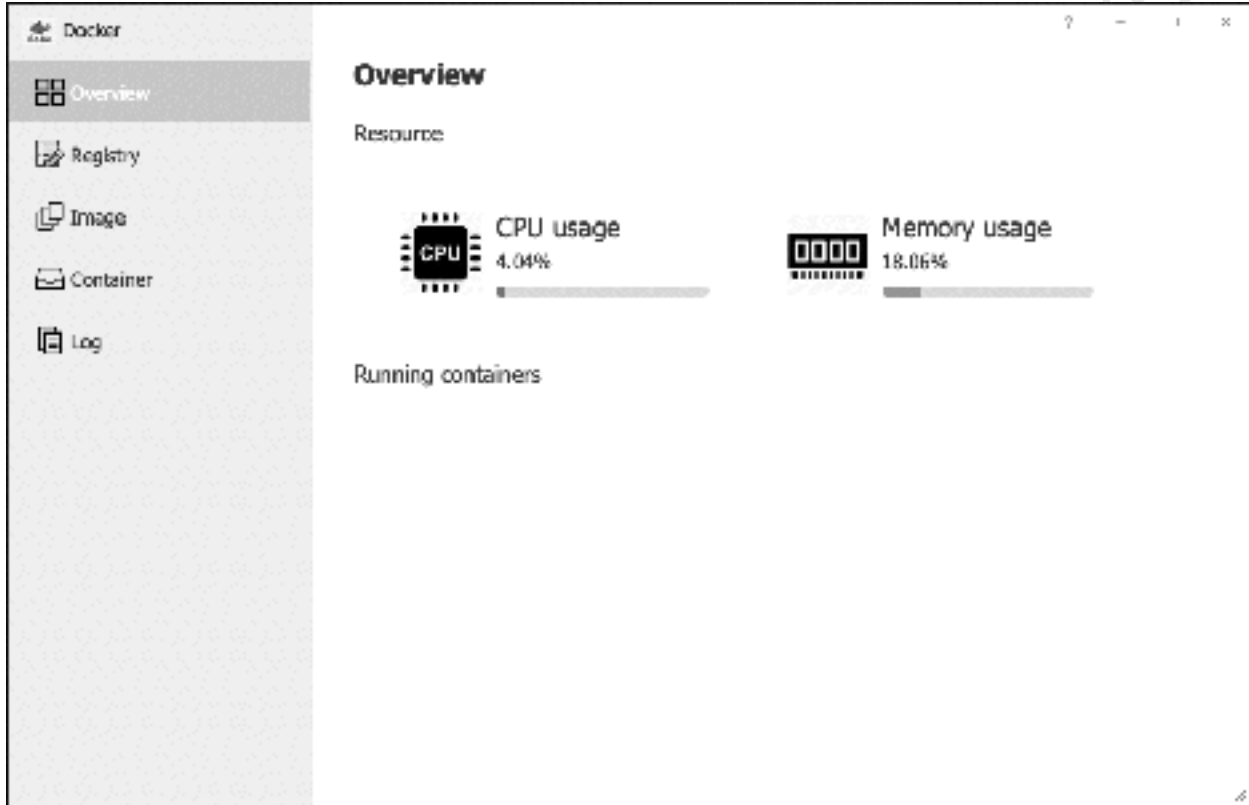 Docker
Overview
Registry
Image
Container
Log
?
Overview
Resource
CPU
CPU usage
4.04%
Memory usage
18.06%
Running containers